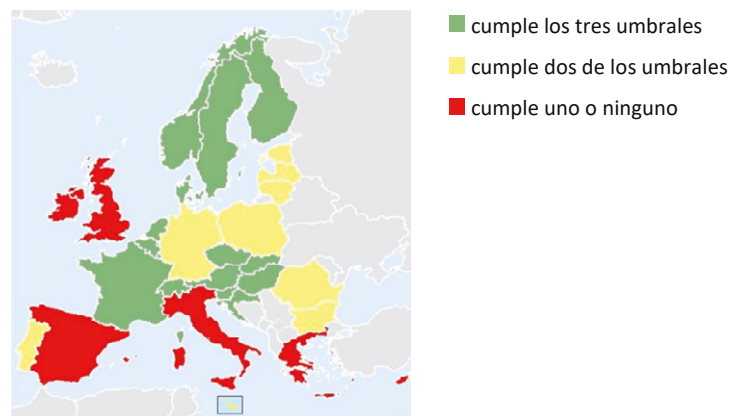 cumple los tres umbrales
cumple dos de los umbrales
cumple uno o ninguno